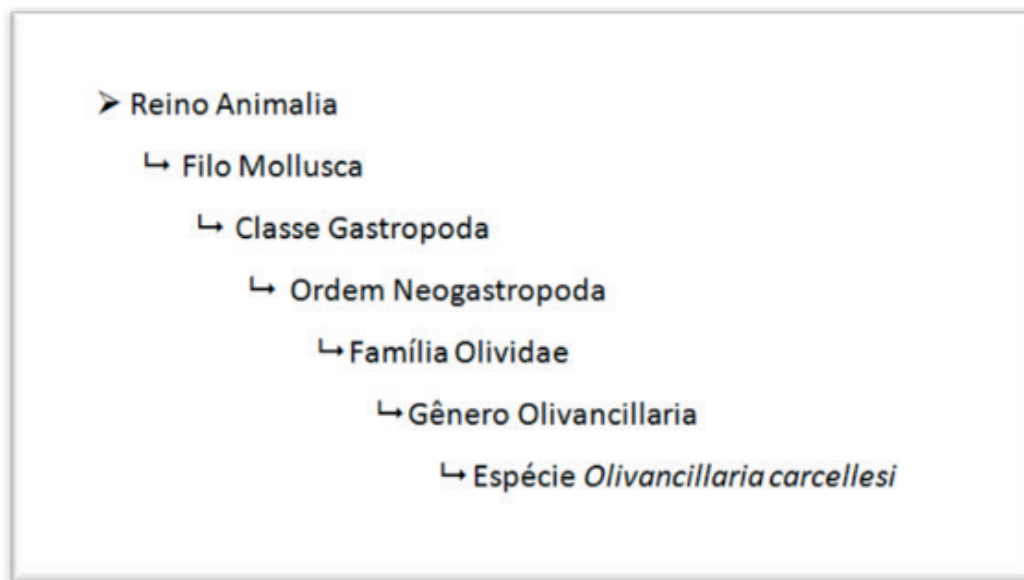 ➢ Reino Animalia
↳ Filo Mollusca
↳ Classe Gastropoda
↳ Ordem Neogastropoda
↳ Família Olividae
↳ Gênero Olivancillaria
↳ Espécie Olivancillaria carcellesi